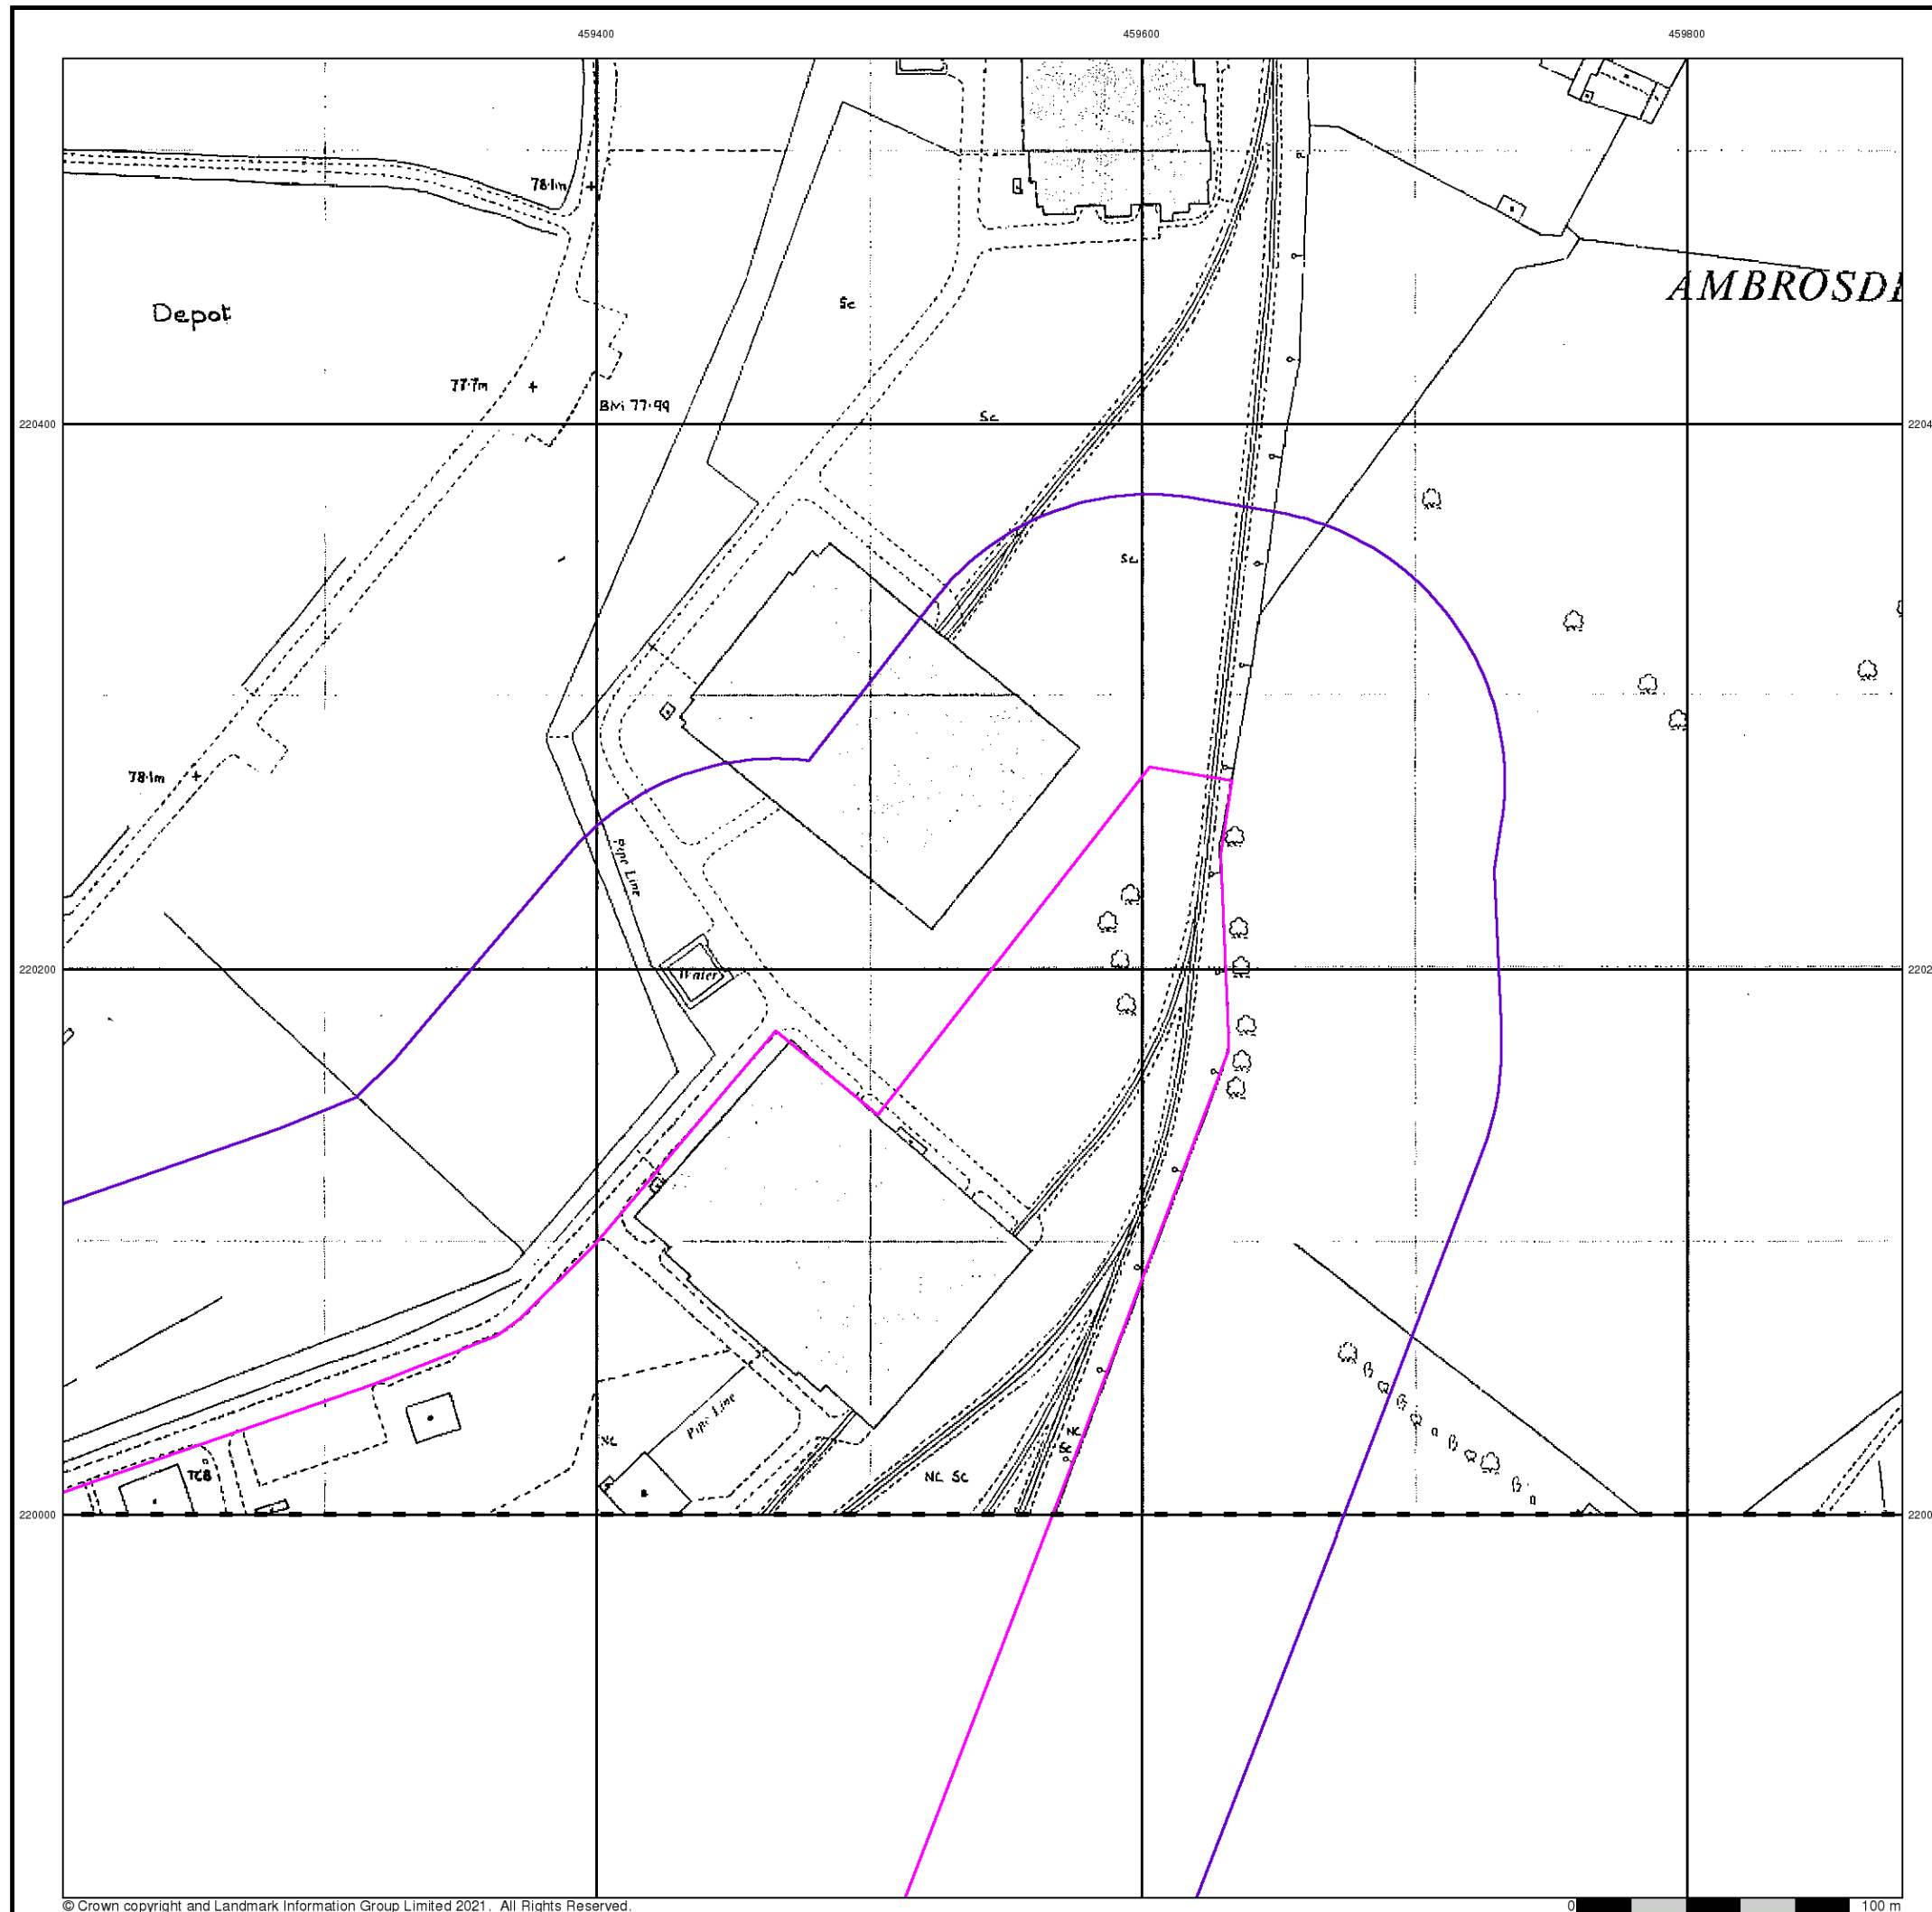 459400 459600 459800
78·1m
Sc
AMBROSDE
Depot
77·7m
BM 77·99
Sc
220400
Sc
78·1m
Pipe Line
220200
Water
Pipe Line
NC
NC
Sc
TCB
NC Sc
220000
© Crown copyright and Landmark Information Group Limited 2021. All Rights Reserved.
0 100 m